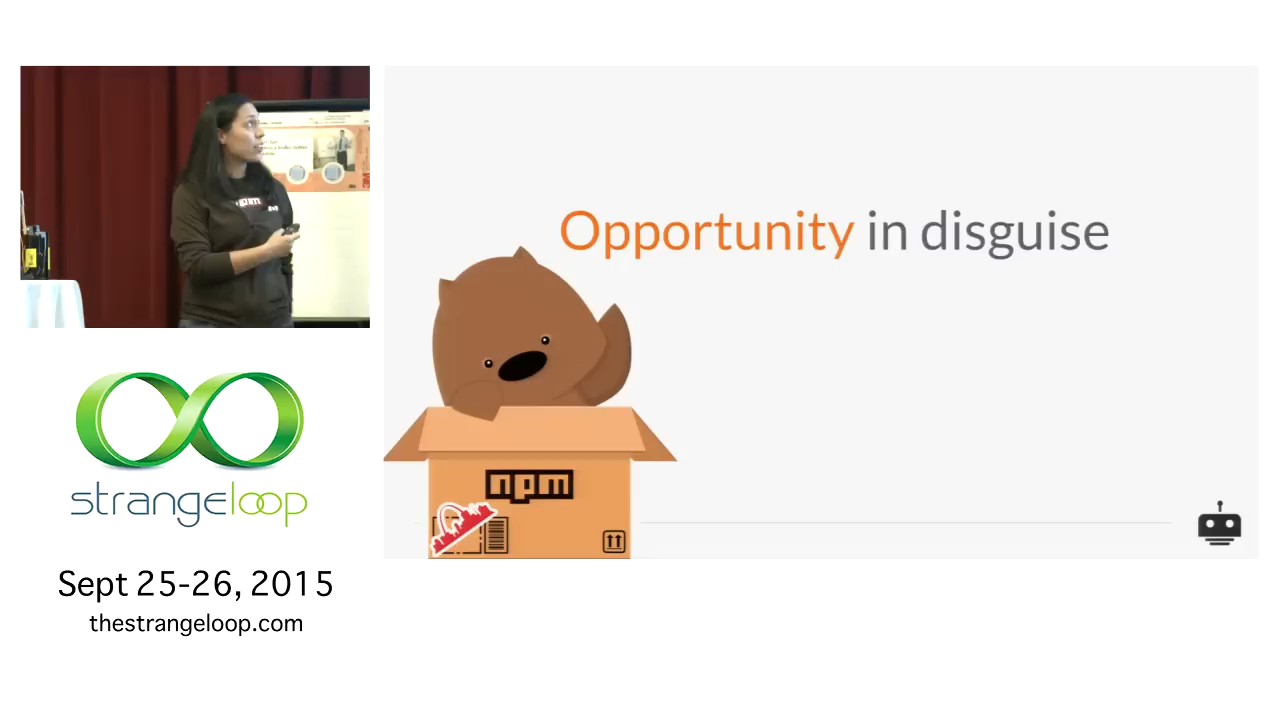 Opportunity in disguise
npm
strangeloop
Sept 25-26, 2015
thestrangeloop.com